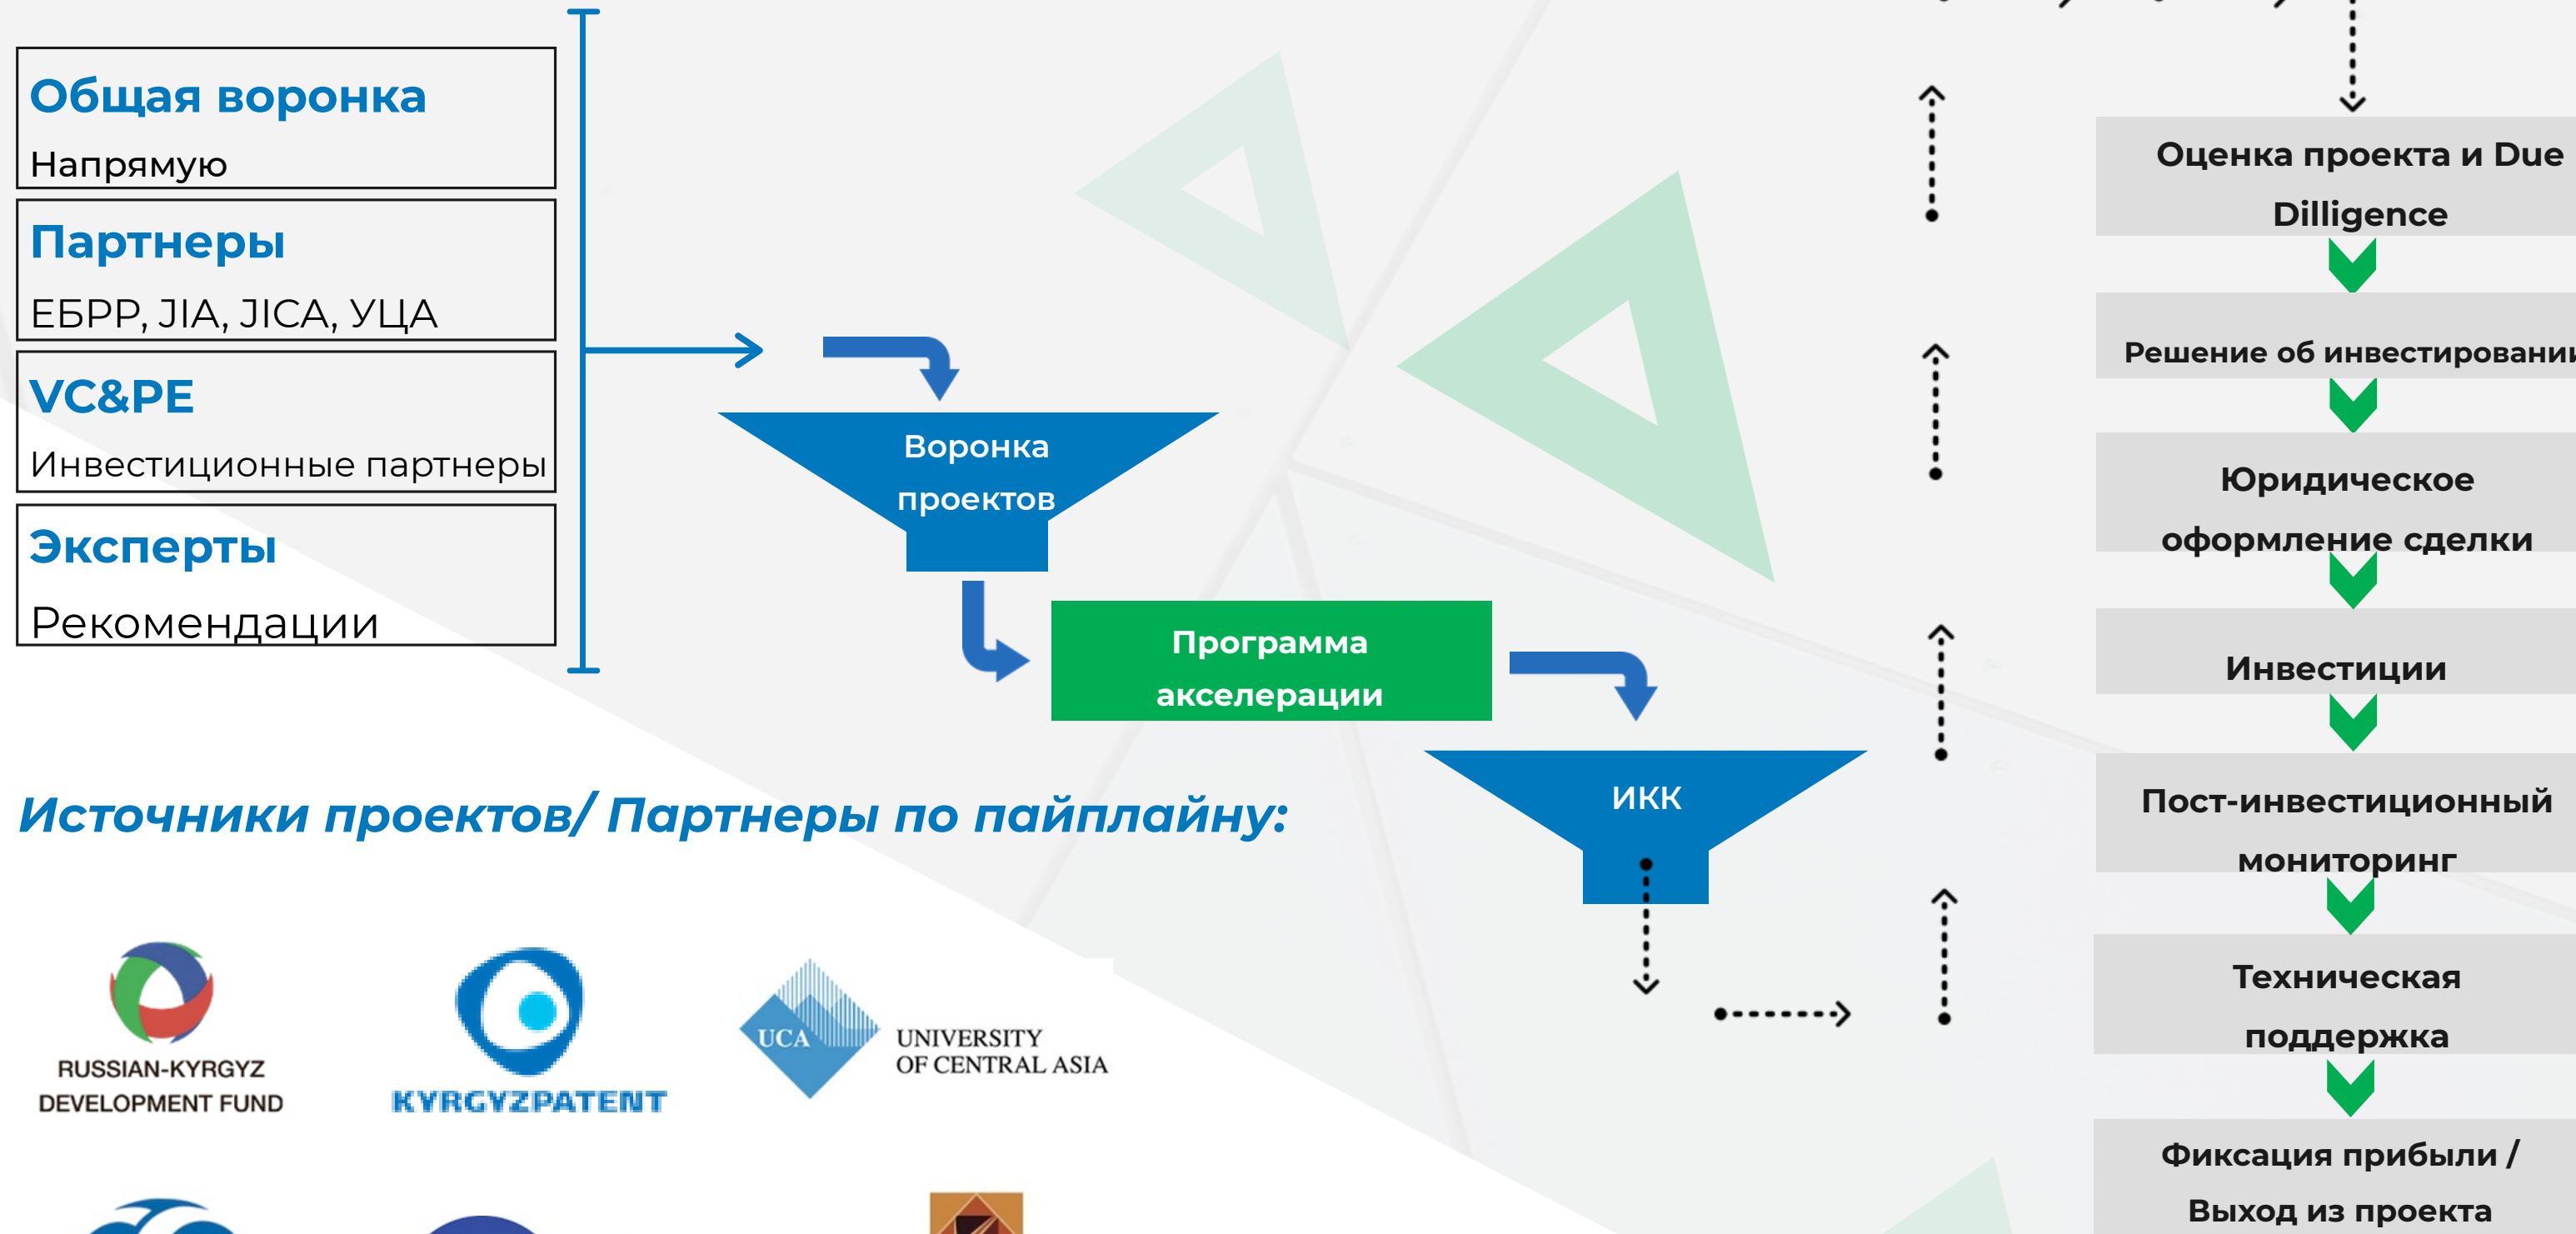 Общая воронка
Напрямую
Партнеры
ЕБРР, JIA, JICA, УЦА
VC&PE
Инвестиционные партнеры
Эксперты
Рекомендации
Воронка
проектов
Программа
акселерации
ИКК
Оценка проекта и Due
Dilligence
Решение об инвестировании
Юридическое
оформление сделки
Инвестиции
Пост-инвестиционный
мониторинг
Техническая
поддержка
Фиксация прибыли /
Выход из проекта
Источники проектов/ Партнеры по пайплайну:
RUSSIAN-KYRGYZ
DEVELOPMENT FUND
KYRGYZPATENT
UCA
UNIVERSITY
OF CENTRAL ASIA